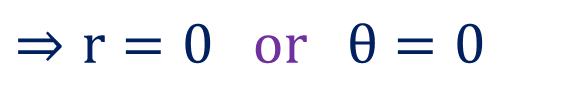 ⇒ r = 0 or θ = 0